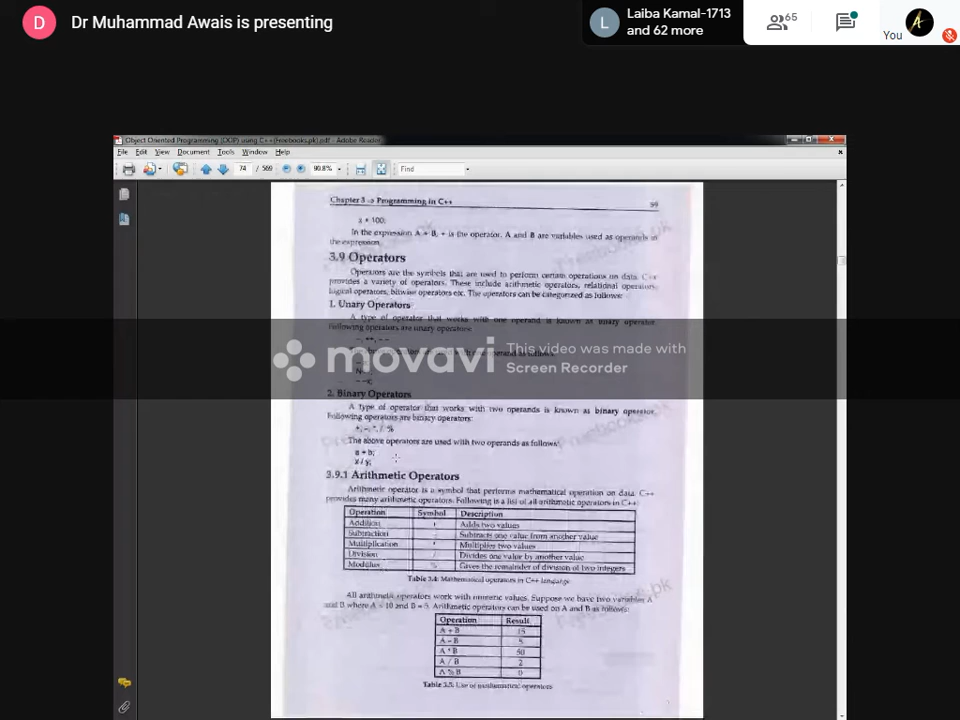 D Dr Muhammad Awais is presenting
L Laiba Kamal-1713
and 62 more
65
You
Object Oriented Programming (OOP) using C++(Freebooks.pk).pdf - Adobe Reader
File Edit View Document Tools Window Help
74 / 569 90.8% Find
Chapter 3 -> Programming in C++ 99
x + 100;
In the expression A + B, + is the operator. A and B are variables used as operands in
the expression.
3.9 Operators
Operators are the symbols that are used to perform certain operations on data. C++
provides a variety of operators. These include arithmetic operators, relational operators,
logical operators, bitwise operators etc. The operators can be categorized as follows:
1. Unary Operators
A type of operator that works with one operand is known as unary operator.
Following operators are unary operators:
-, ++, --
operand as follows:
movavi
This video was made with
Screen Recorder
2. Binary Operators
A type of operator that works with two operands is known as binary operator.
Following operators are binary operators:
+, -, *, /, %
The above operators are used with two operands as follows:
a + b;
x / y;
3.9.1 Arithmetic Operators
Arithmetic operator is a symbol that performs mathematical operation on data. C++
provides many arithmetic operators. Following is a list of all arithmetic operators in C++:
Operation Symbol Description
Addition + Adds two values
Subtraction Subtracts one value from another value
Multiplication * Multiplies two values
Division Divides one value by another value
Modulus % Gives the remainder of division of two integers
Table 3.4: Mathematical operators in C++ language
All arithmetic operators work with numeric values. Suppose we have two variables A
and B where A = 10 and B = 5. Arithmetic operators can be used on A and B as follows:
Operation Result
A + B 15
A - B 5
A * B 50
A / B 2
A % B 0
Table 3.5: Use of mathematical operators